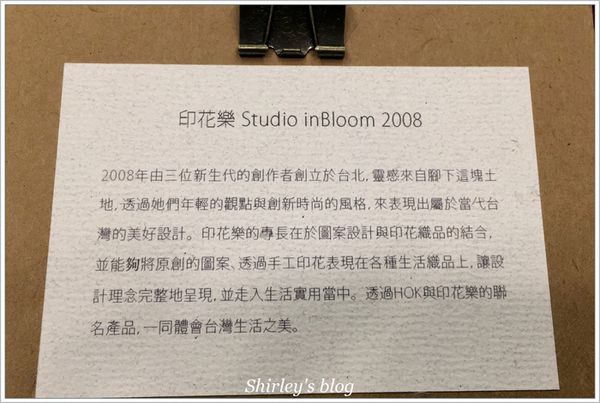 印花樂 Studio inBloom 2008
2008年由三位新生代的創作者創立於台北, 靈感來自腳下這塊土
地, 透過她們年輕的觀點與創新時尚的風格, 來表現出屬於當代台
灣的美好設計。印花樂的專長在於圖案設計與印花織品的結合,
並能夠將原創的圖案、透過手工印花表現在各種生活織品上, 讓設
計理念完整地呈現, 並走入生活實用當中。透過HOK與印花樂的聯
名產品, 一同體會台灣生活之美。
Shirley's blog